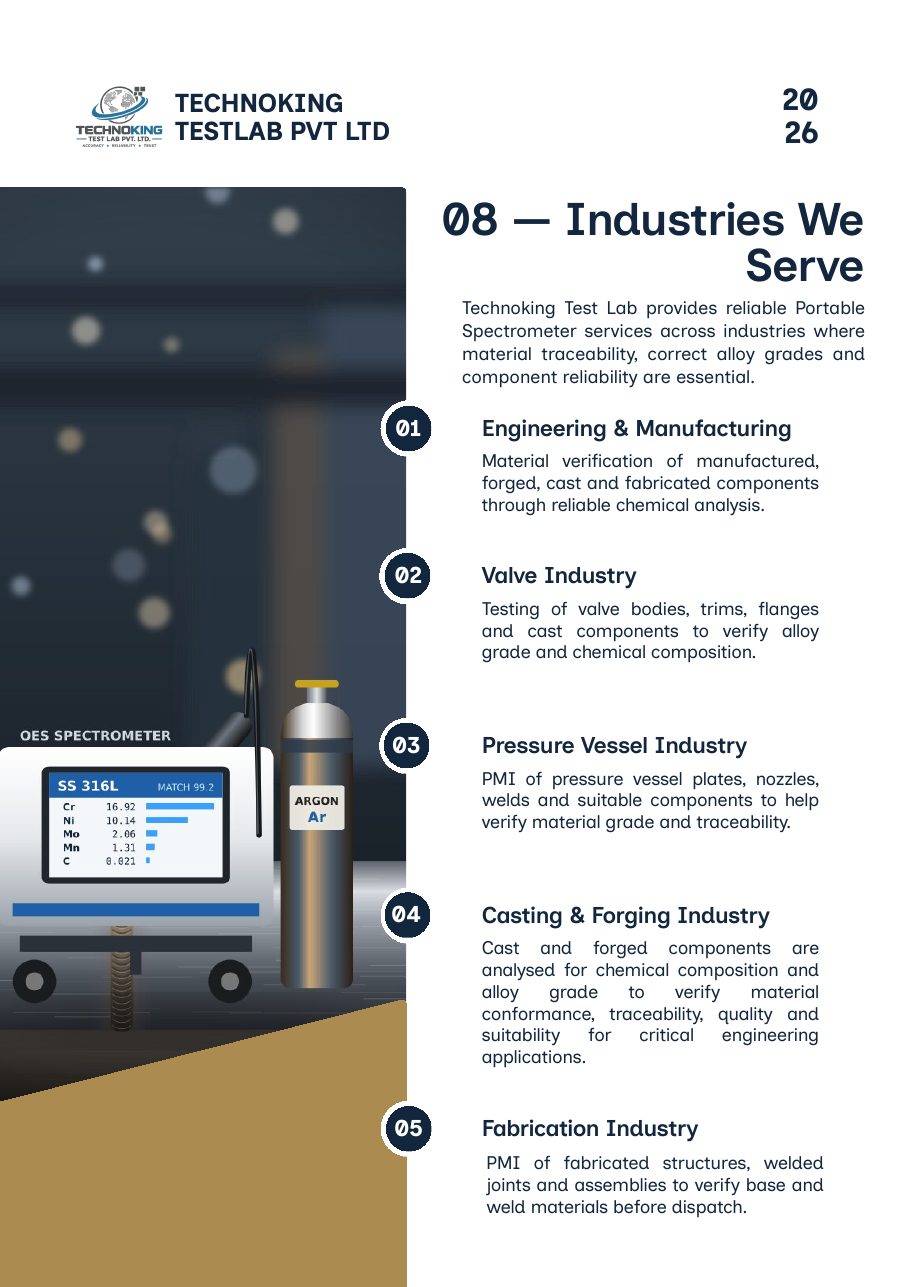 TECHNOKING
TEST LAB PVT. LTD.
ACCURACY • RELIABILITY • TRUST
TECHNOKING
TESTLAB PVT LTD
20
26
08 — Industries We
Serve
Technoking Test Lab provides reliable Portable
Spectrometer services across industries where
material traceability, correct alloy grades and
component reliability are essential.
01
Engineering & Manufacturing
Material verification of manufactured,
forged, cast and fabricated components
through reliable chemical analysis.
02
Valve Industry
Testing of valve bodies, trims, flanges
and cast components to verify alloy
grade and chemical composition.
03
Pressure Vessel Industry
PMI of pressure vessel plates, nozzles,
welds and suitable components to help
verify material grade and traceability.
04
Casting & Forging Industry
Cast and forged components are
analysed for chemical composition and
alloy grade to verify material
conformance, traceability, quality and
suitability for critical engineering
applications.
05
Fabrication Industry
PMI of fabricated structures, welded
joints and assemblies to verify base and
weld materials before dispatch.
OES SPECTROMETER
SS 316L MATCH 99.2
Cr 16.92
Ni 10.14
Mo 2.06
Mn 1.31
C 0.021
ARGON
Ar